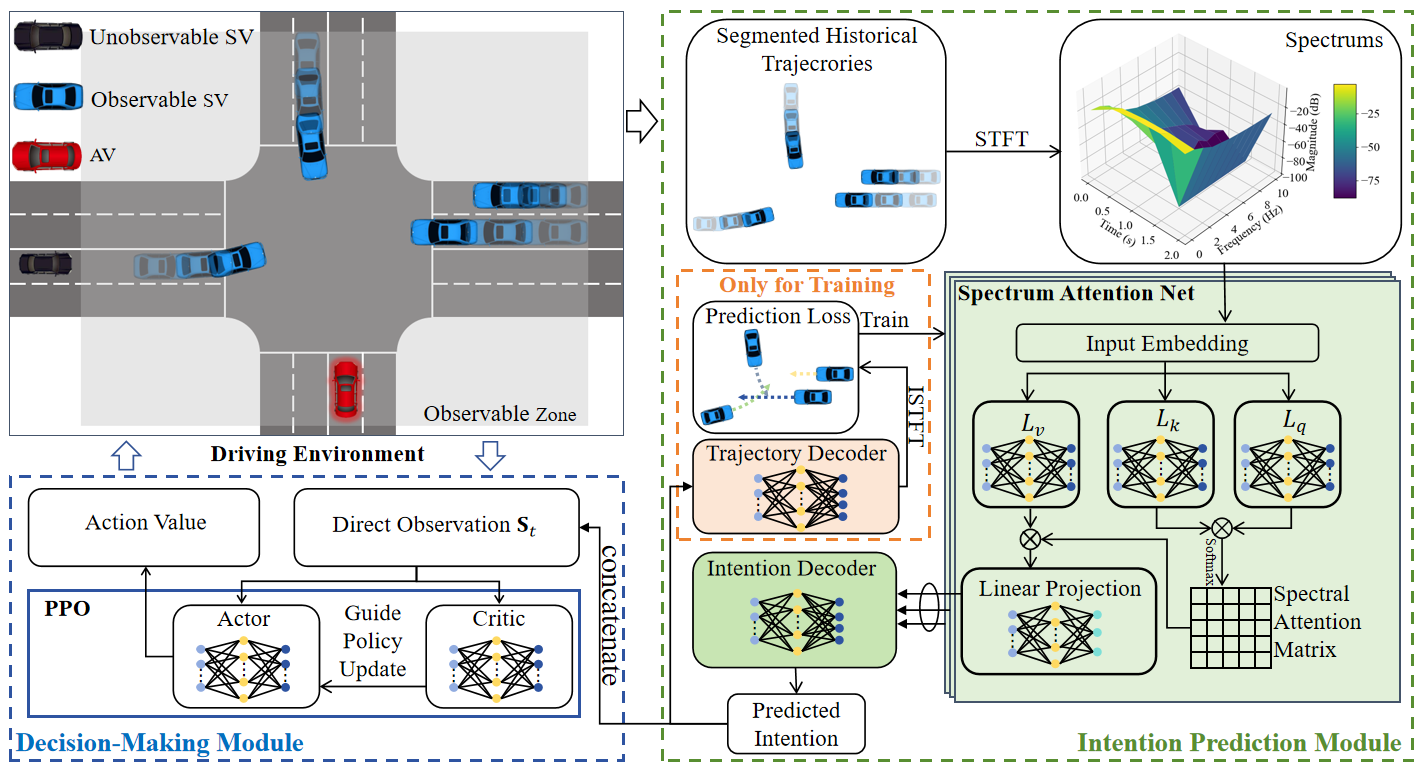 Unobservable SV
Observable SV
AV
Observable Zone
Driving Environment
Segmented Historical
Trajecrories
STFT
Spectrums
-20
-40
-60
-80
-100
Magnitude (dB)
0.0
0.5
1.0
1.5
2.0
Time (s)
0
2
4
6
8
10
Frequency (Hz)
-25
-50
-75
Only for Training
Prediction Loss
Train
ISTFT
Trajectory Decoder
Spectrum Attention Net
Input Embedding
L_v
L_k
L_q
Softmax
Linear Projection
Spectral
Attention
Matrix
Intention Decoder
Predicted
Intention
Intention Prediction Module
concatenate
Action Value
Direct Observation S_t
PPO
Actor
Guide
Policy
Update
Critic
Decision-Making Module